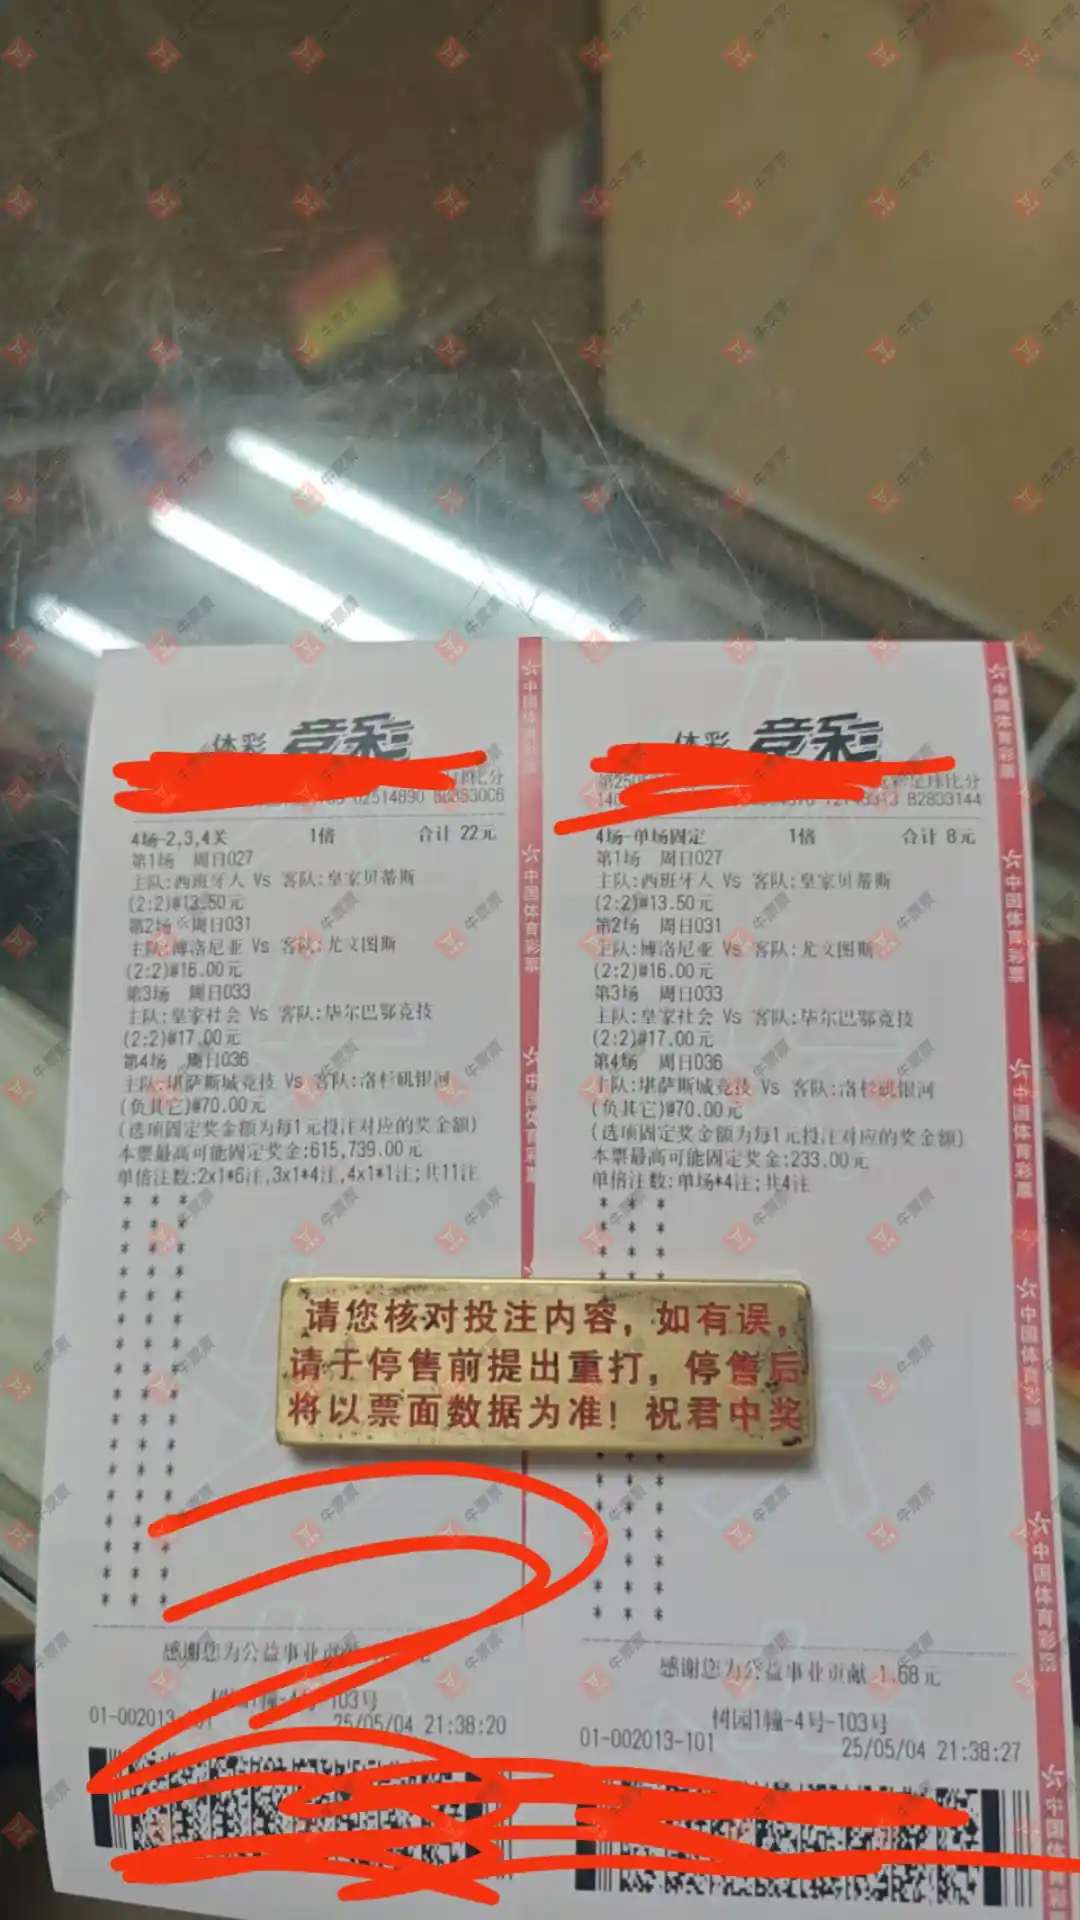 体彩 竞彩
4场-2,3,4关 1倍 合计 22元
第1场 周日027
主队:西班牙人 Vs 客队:皇家贝蒂斯
(2:2)@13.50元
第2场 周日031
主队:博洛尼亚 Vs 客队:尤文图斯
(2:2)@16.00元
第3场 周日033
主队:皇家社会 Vs 客队:毕尔巴鄂竞技
(2:2)@17.00元
第4场 周日036
主队:堪萨斯城竞技 Vs 客队:洛杉矶银河
(负其它)@70.00元
(选项固定奖金额为每1元投注对应的奖金额)
本票最高可能固定奖金:615,739.00元
单倍注数:2x1*6注,3x1*4注,4x1*1注;共11注
感谢您为公益事业贡献
103号
01-002013
25/05/04 21:38:20
体彩 竞彩
足球比分
B2833144
4场-单场固定 1倍 合计 8元
第1场 周日027
主队:西班牙人 Vs 客队:皇家贝蒂斯
(2:2)@13.50元
第2场 周日031
主队:博洛尼亚 Vs 客队:尤文图斯
(2:2)@16.00元
第3场 周日033
主队:皇家社会 Vs 客队:毕尔巴鄂竞技
(2:2)@17.00元
第4场 周日036
主队:堪萨斯城竞技 Vs 客队:洛杉矶银河
(负其它)@70.00元
(选项固定奖金额为每1元投注对应的奖金额)
本票最高可能固定奖金:233.00元
单倍注数:单场*4注;共4注
感谢您为公益事业贡献 1.68元
树园1幢-4号-103号
01-002013-101 25/05/04 21:38:27
请您核对投注内容，如有误，
请于停售前提出重打，停售后
将以票面数据为准！祝君中奖
中国体育彩票
牛票票